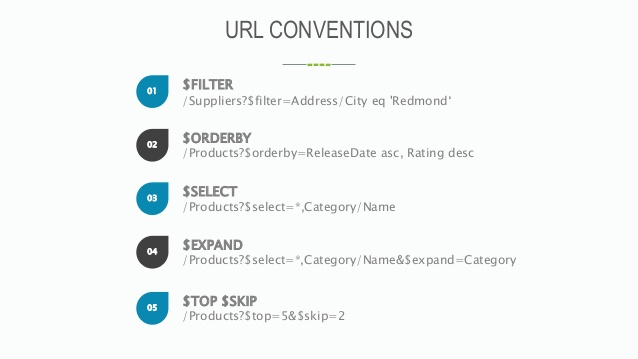 URL CONVENTIONS
01
$FILTER
/Suppliers?$filter=Address/City eq 'Redmond'
02
$ORDERBY
/Products?$orderby=ReleaseDate asc, Rating desc
03
$SELECT
/Products?$select=*,Category/Name
04
$EXPAND
/Products?$select=*,Category/Name&$expand=Category
05
$TOP $SKIP
/Products?$top=5&$skip=2